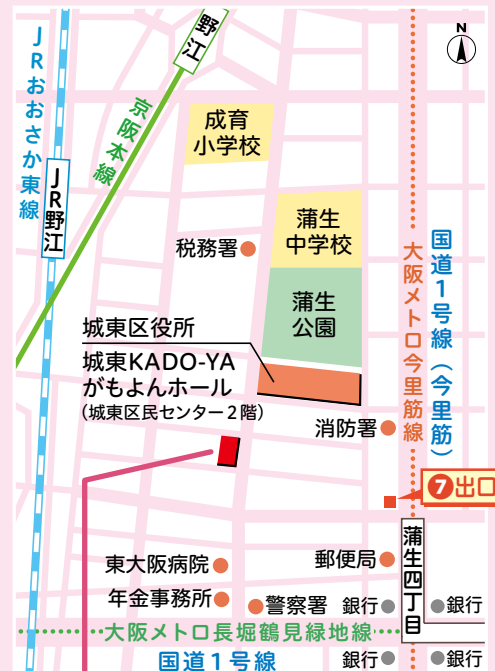 N
野江
JRおおさか東線
京阪本線
成育
小学校
JR野江
蒲生
中学校
税務署
国道1号線（今里筋）
大阪メトロ今里筋線
蒲生
公園
城東区役所
城東KADO-YA
がもよんホール
（城東区民センター2階）
消防署
7出口
蒲生四丁目
東大阪病院
郵便局
年金事務所
警察署
銀行
銀行
大阪メトロ長堀鶴見緑地線
国道1号線
銀行
銀行